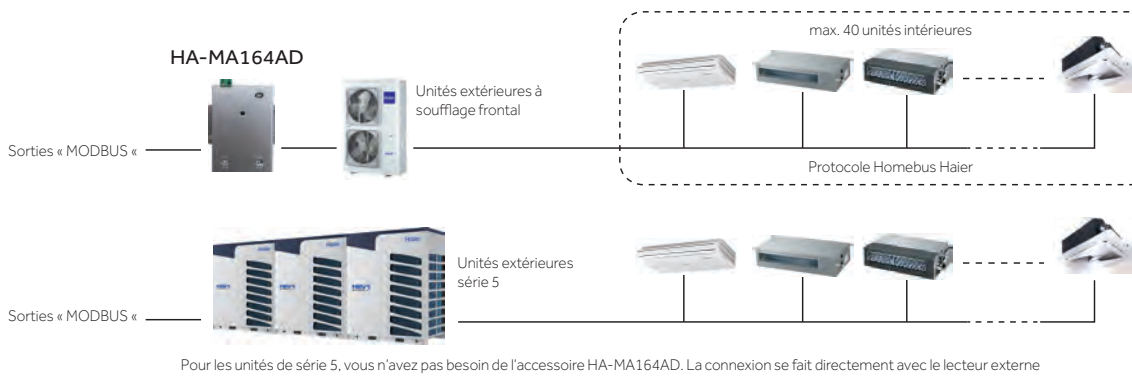 max. 40 unités intérieures
HA-MA164AD
Unités extérieures à
soufflage frontal
Sorties « MODBUS «
Protocole Homebus Haier
Unités extérieures
série 5
Sorties « MODBUS «
Pour les unités de série 5, vous n'avez pas besoin de l'accessoire HA-MA164AD. La connexion se fait directement avec le lecteur externe